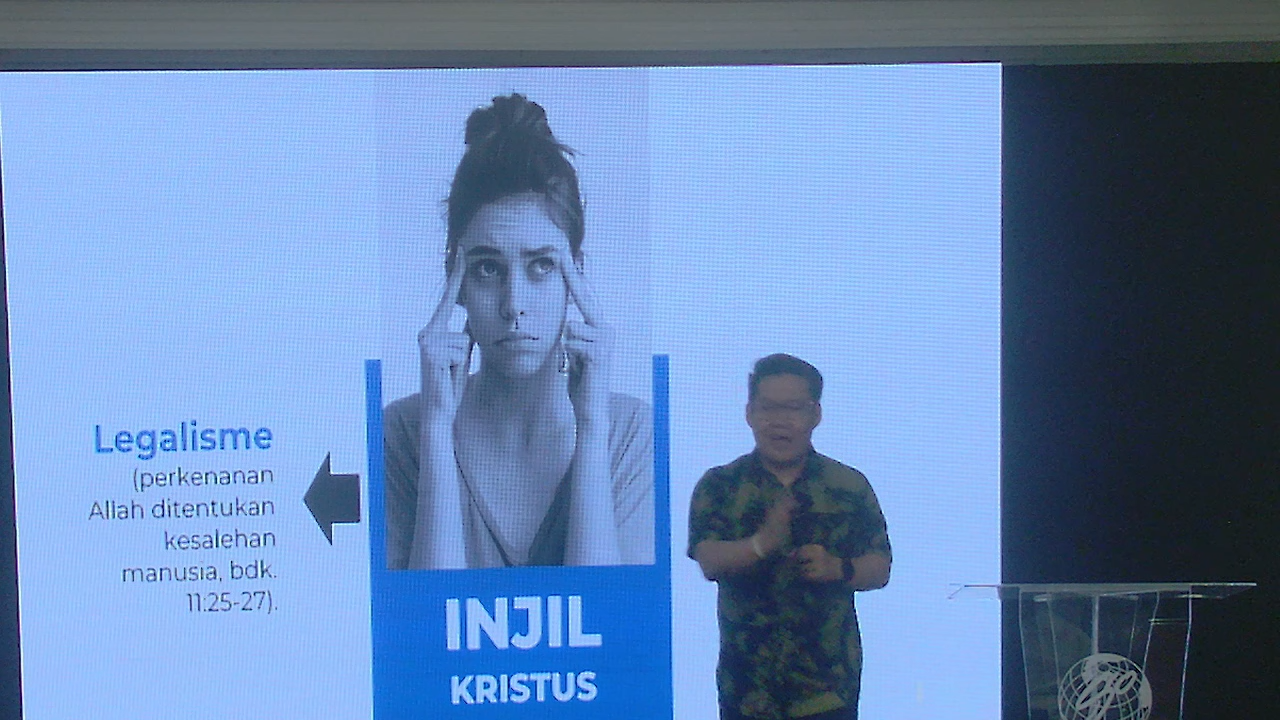 Legalisme
(perkenanan
Allah ditentukan
kesalehan
manusia, bdk.
11:25-27).
INJIL
KRISTUS